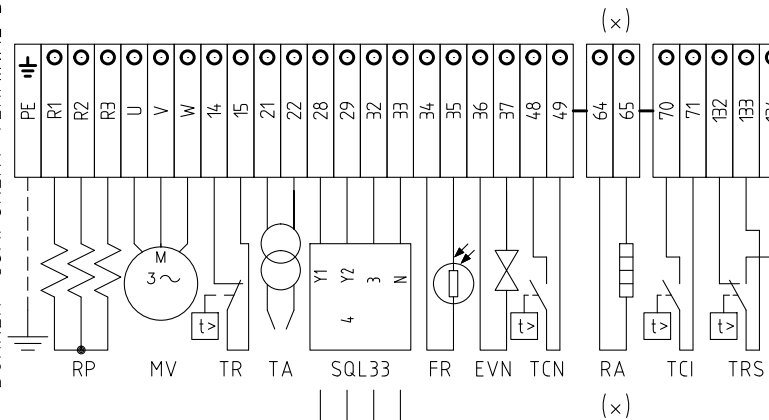 (x)
PE R1 R2 R3 U V W 14 15 21 22 28 29 32 33 34 35 36 37 48 49 64 65 70 71 132 133
M
3~
Y1 Y2 3 N
4
t> t> t> t>
RP MV TR TA SQL33 FR EVN TCN RA TCI TRS
(x)